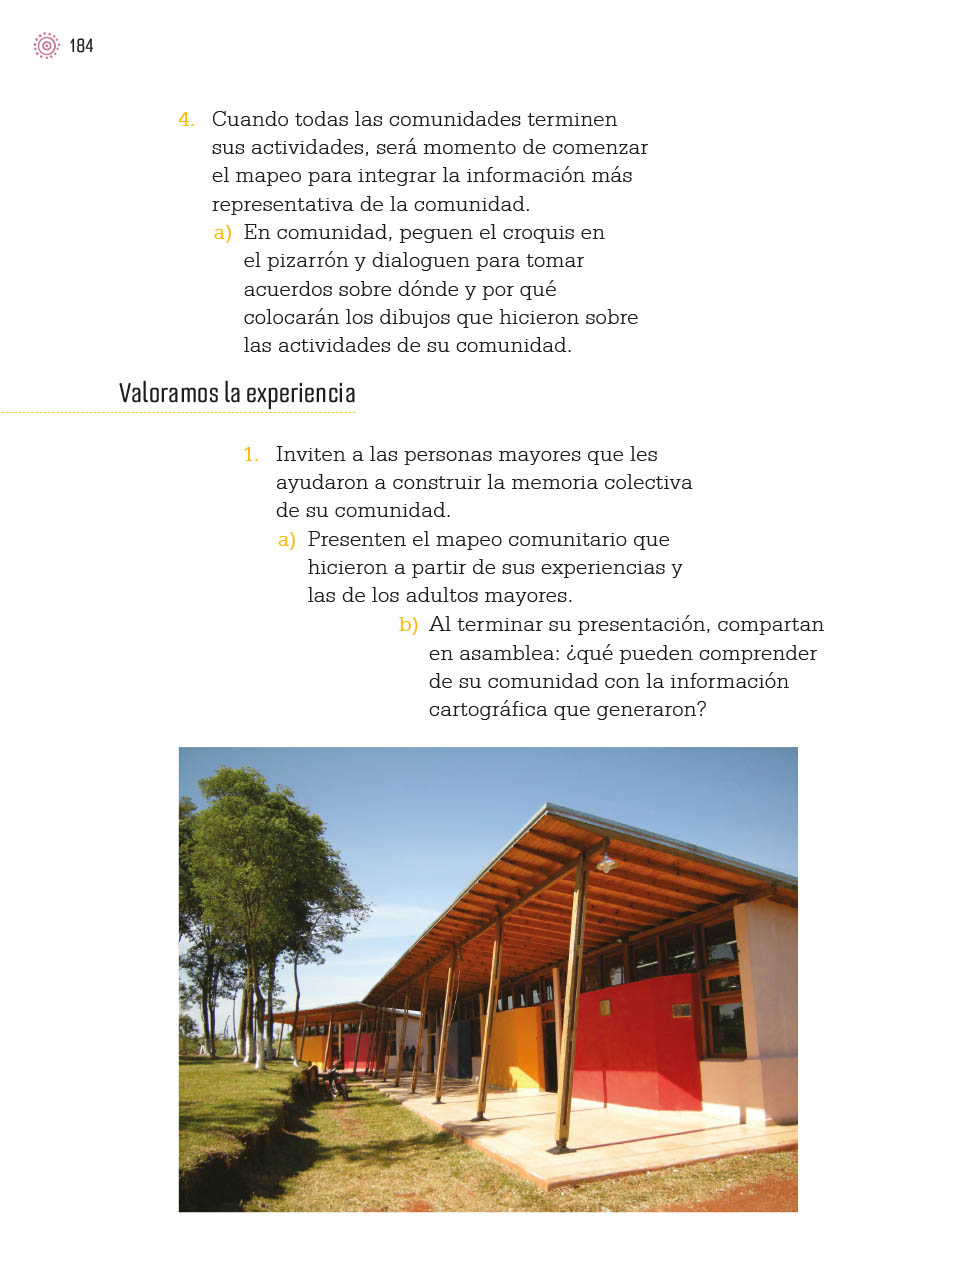 184
4. Cuando todas las comunidades terminen
sus actividades, será momento de comenzar
el mapeo para integrar la información más
representativa de la comunidad.
a) En comunidad, peguen el croquis en
el pizarrón y dialoguen para tomar
acuerdos sobre dónde y por qué
colocarán los dibujos que hicieron sobre
las actividades de su comunidad.
Valoramos la experiencia
1. Inviten a las personas mayores que les
ayudaron a construir la memoria colectiva
de su comunidad.
a) Presenten el mapeo comunitario que
hicieron a partir de sus experiencias y
las de los adultos mayores.
b) Al terminar su presentación, compartan
en asamblea: ¿qué pueden comprender
de su comunidad con la información
cartográfica que generaron?